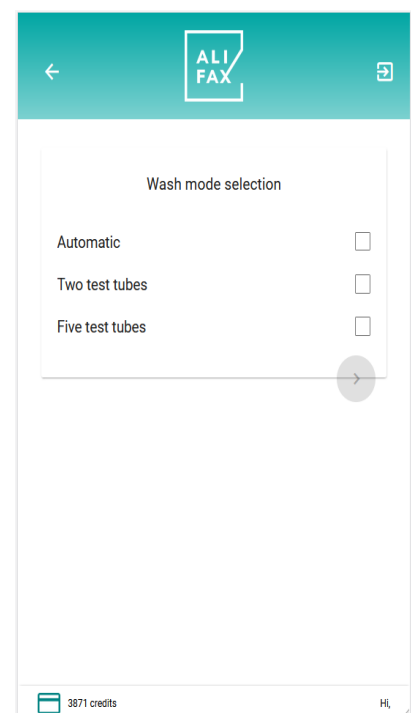 ALI
FAX
Wash mode selection
Automatic
Two test tubes
Five test tubes
3871 credits
Hi,